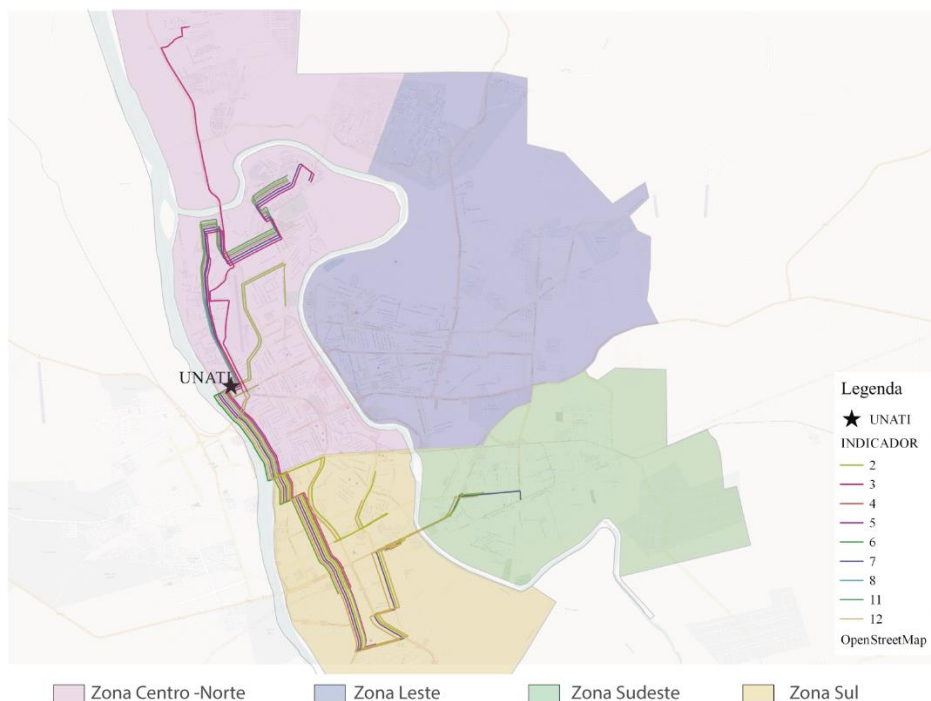 UNATI
Legenda
UNATI
INDICADOR
2
3
4
5
6
7
8
11
12
OpenStreetMap
Zona Centro -Norte
Zona Leste
Zona Sudeste
Zona Sul